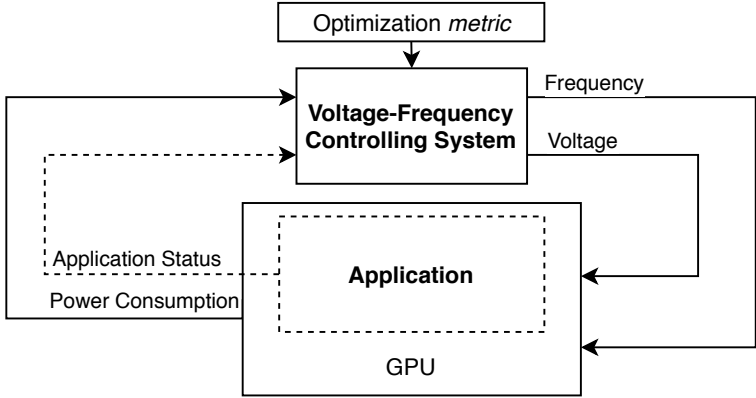 Optimization metric
Frequency
Voltage-Frequency
Controlling System
Voltage
Application Status
Application
Power Consumption
GPU